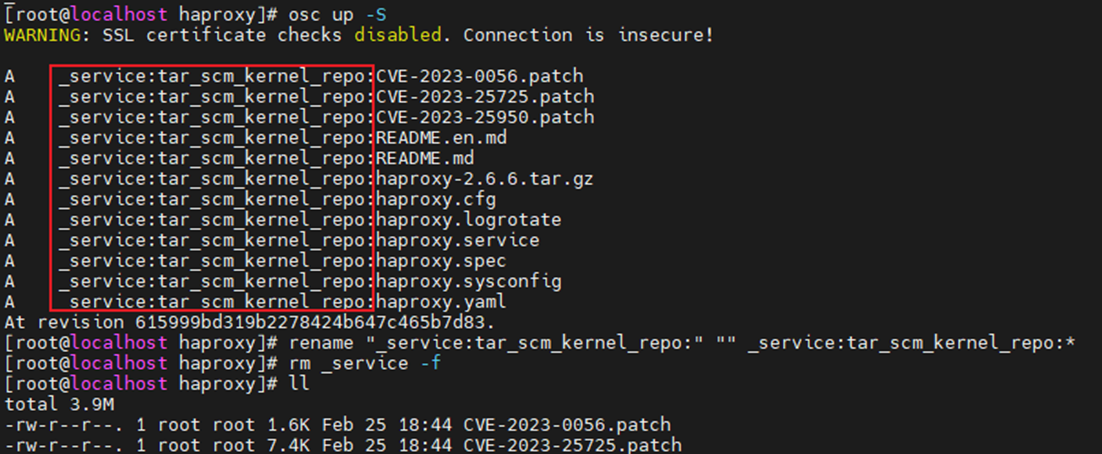 [root@localhost haproxy]# osc up -S
WARNING: SSL certificate checks disabled. Connection is insecure!
A    _service:tar_scm_kernel_repo:CVE-2023-0056.patch
A    _service:tar_scm_kernel_repo:CVE-2023-25725.patch
A    _service:tar_scm_kernel_repo:CVE-2023-25950.patch
A    _service:tar_scm_kernel_repo:README.en.md
A    _service:tar_scm_kernel_repo:README.md
A    _service:tar_scm_kernel_repo:haproxy-2.6.6.tar.gz
A    _service:tar_scm_kernel_repo:haproxy.cfg
A    _service:tar_scm_kernel_repo:haproxy.logrotate
A    _service:tar_scm_kernel_repo:haproxy.service
A    _service:tar_scm_kernel_repo:haproxy.spec
A    _service:tar_scm_kernel_repo:haproxy.sysconfig
A    _service:tar_scm_kernel_repo:haproxy.yaml
At revision 615999bd319b2278424b647c465b7d83.
[root@localhost haproxy]# rename "_service:tar_scm_kernel_repo:" "" _service:tar_scm_kernel_repo:*
[root@localhost haproxy]# rm _service -f
[root@localhost haproxy]# ll
total 3.9M
-rw-r--r--. 1 root root 1.6K Feb 25 18:44 CVE-2023-0056.patch
-rw-r--r--. 1 root root 7.4K Feb 25 18:44 CVE-2023-25725.patch